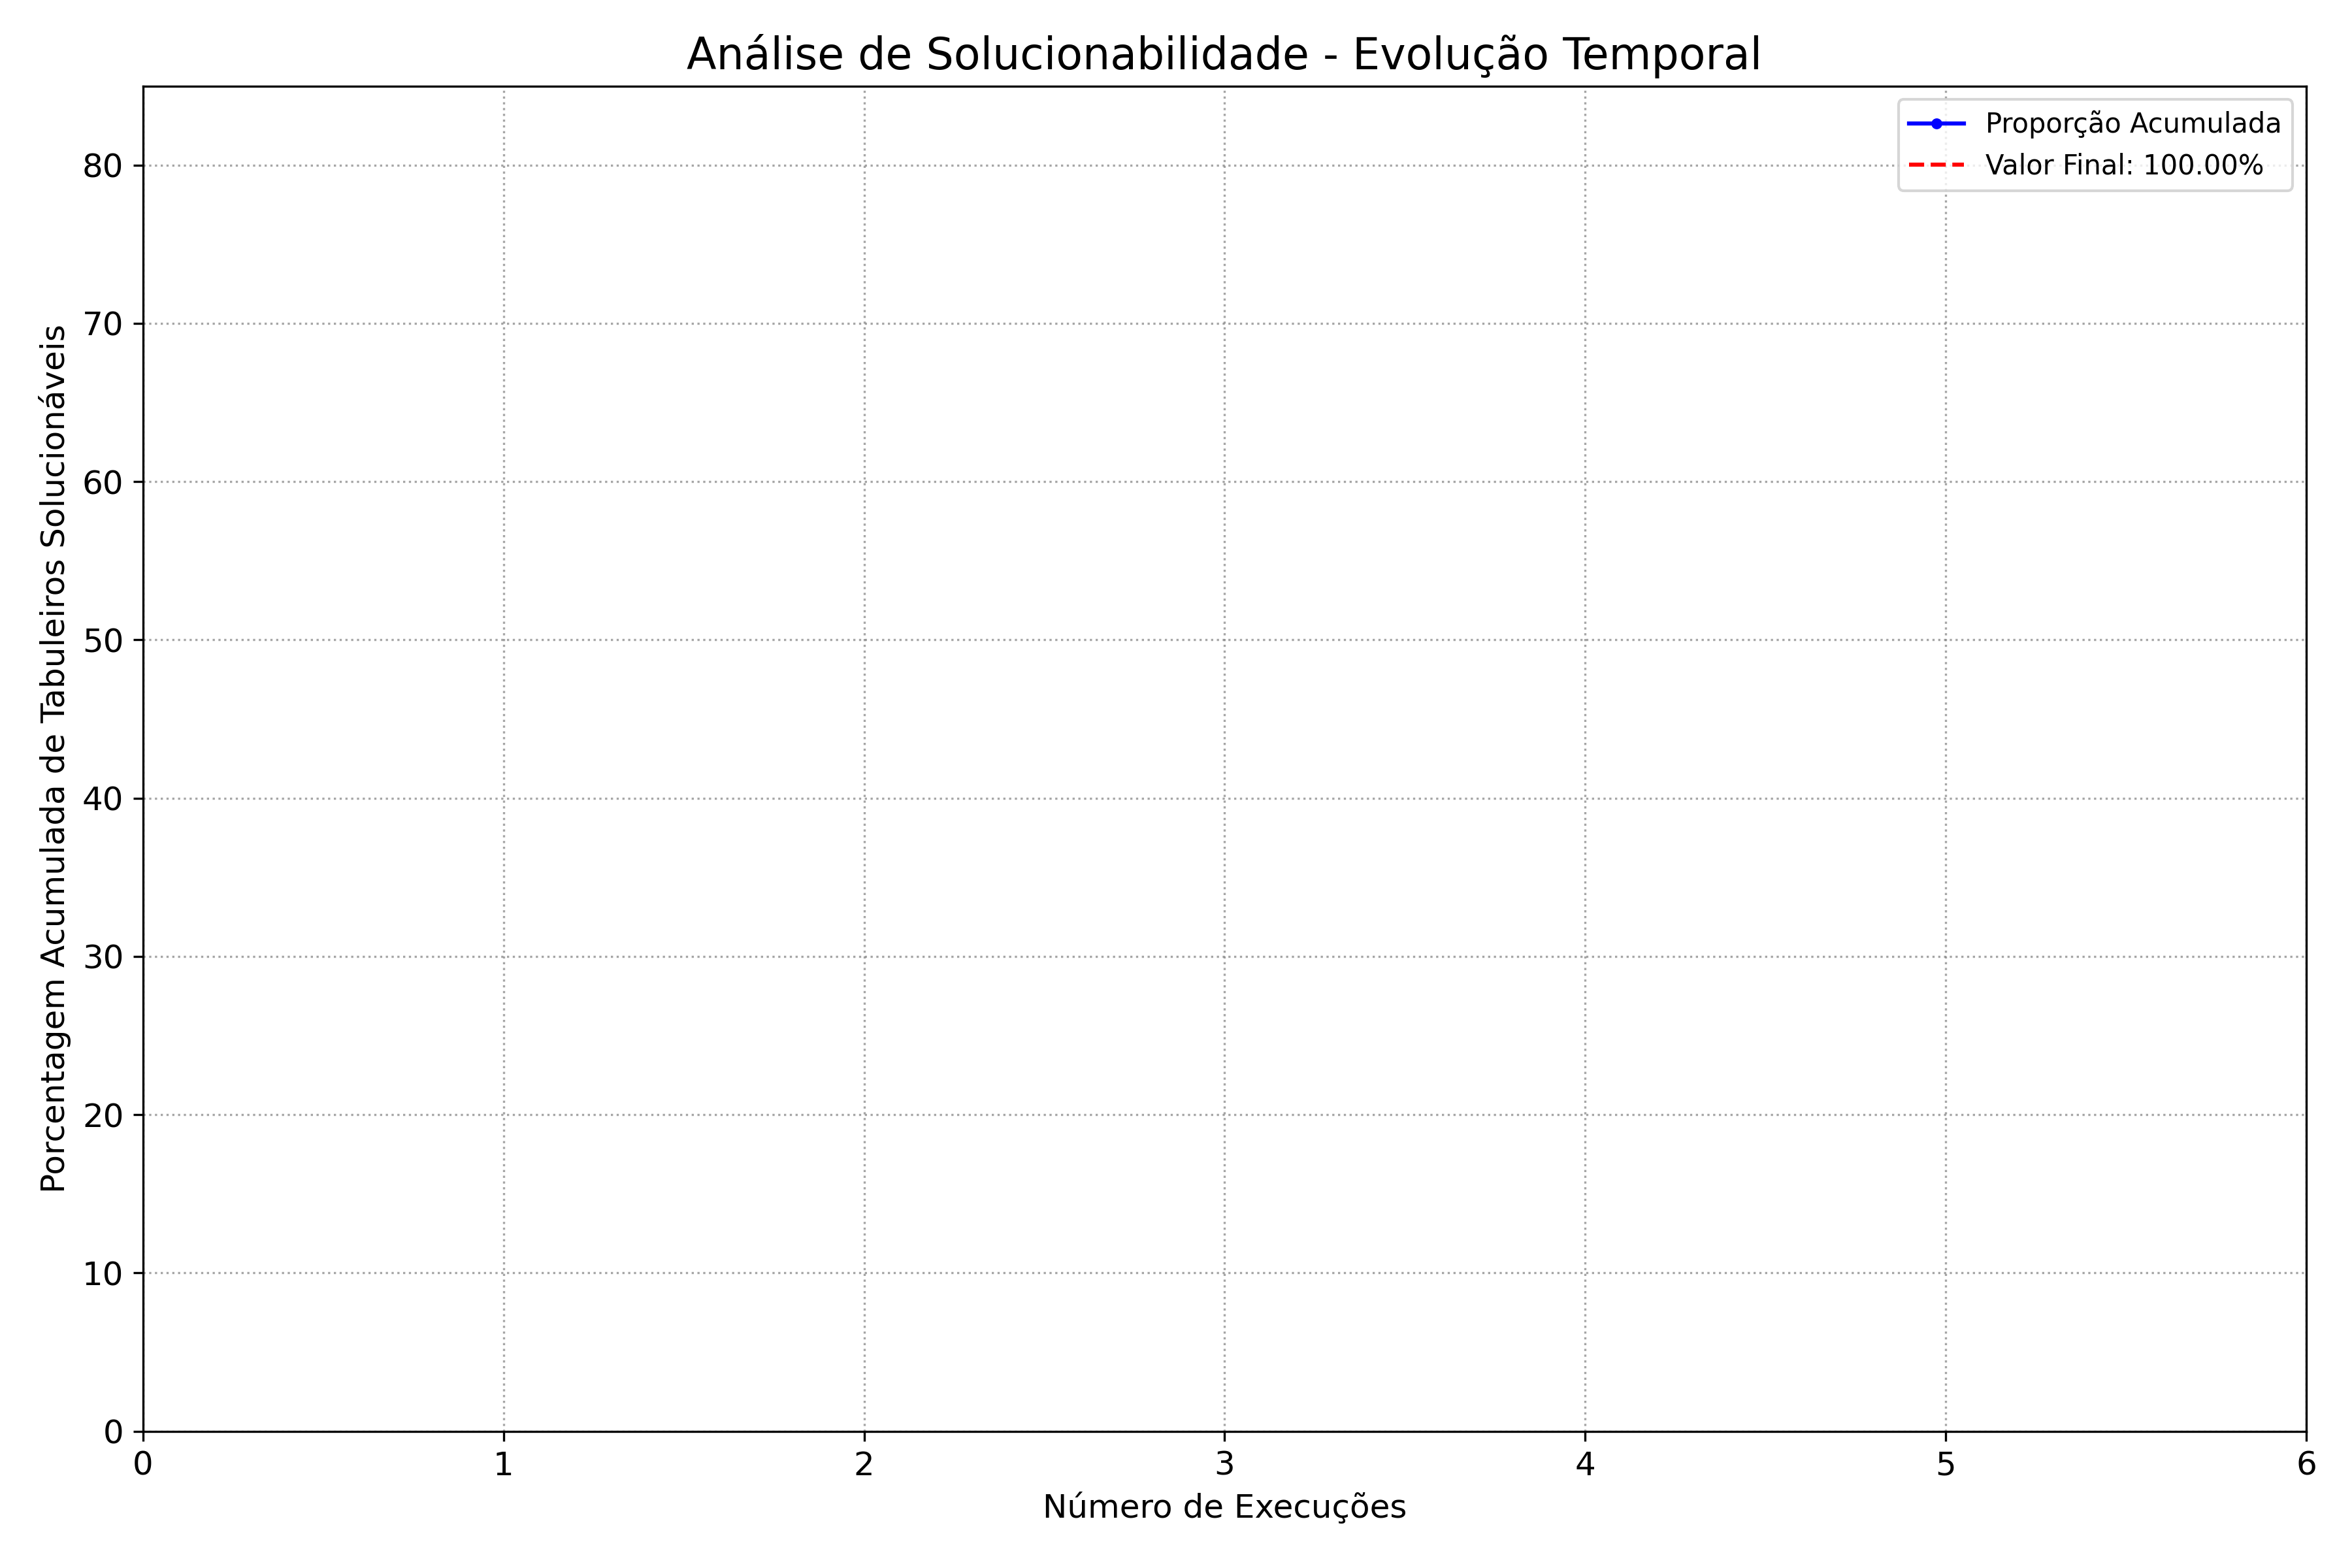 Análise de Solucionabilidade - Evolução Temporal
Proporção Acumulada
Valor Final: 100.00%
Porcentagem Acumulada de Tabuleiros Solucionáveis
80
70
60
50
40
30
20
10
0
0 1 2 3 4 5 6
Número de Execuções